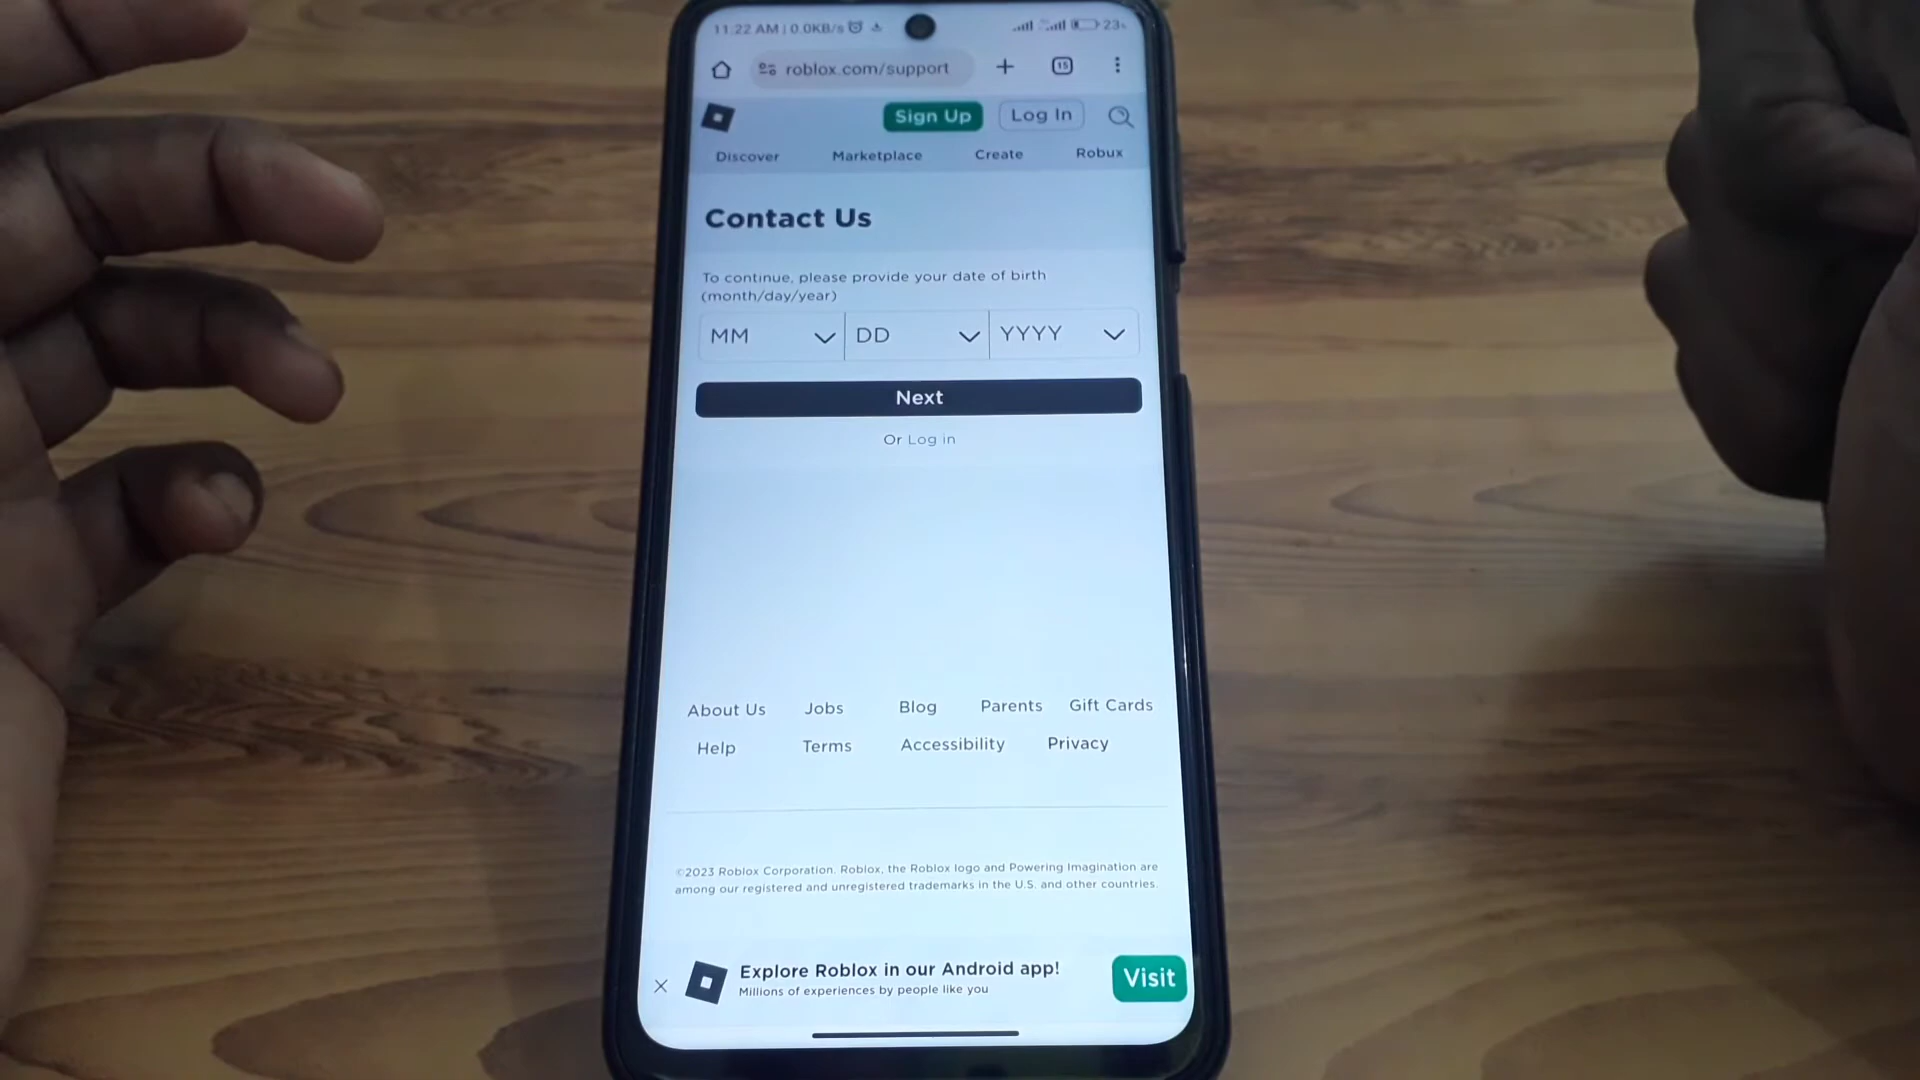 11:22 AM | 0.0KB/s
23
roblox.com/support
15
Sign Up
Log In
Discover
Marketplace
Create
Robux
Contact Us
To continue, please provide your date of birth
(month/day/year)
MM
DD
YYYY
Next
Or Log in
About Us
Jobs
Blog
Parents
Gift Cards
Help
Terms
Accessibility
Privacy
©2023 Roblox Corporation. Roblox, the Roblox logo and Powering Imagination are
among our registered and unregistered trademarks in the U.S. and other countries.
Explore Roblox in our Android app!
Millions of experiences by people like you
Visit